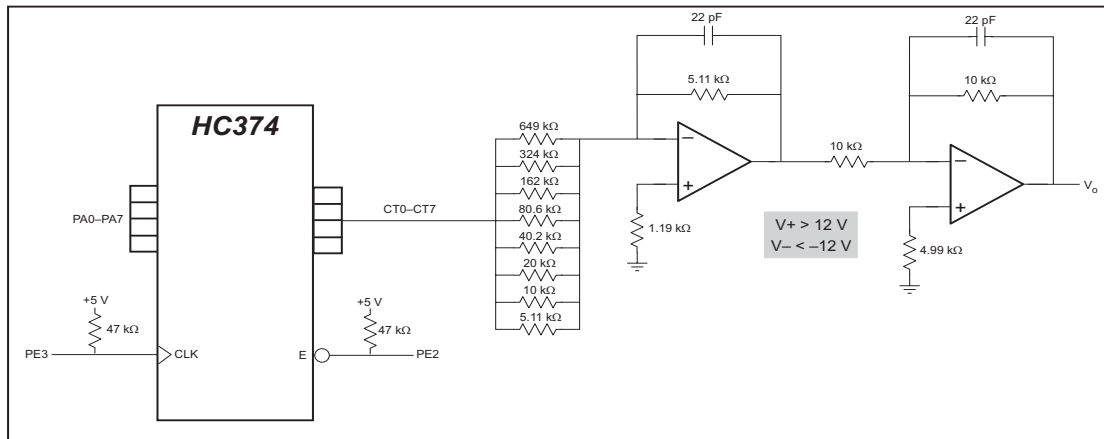 22 pF
22 pF
5.11 kΩ
10 kΩ
HC374
649 kΩ
324 kΩ
162 kΩ
10 kΩ
PA0–PA7
CT0–CT7
80.6 kΩ
40.2 kΩ
20 kΩ
10 kΩ
5.11 kΩ
−
+
−
+
Vo
1.19 kΩ
V+ > 12 V
V– < –12 V
4.99 kΩ
+5 V
47 kΩ
+5 V
47 kΩ
PE3
CLK
E
PE2